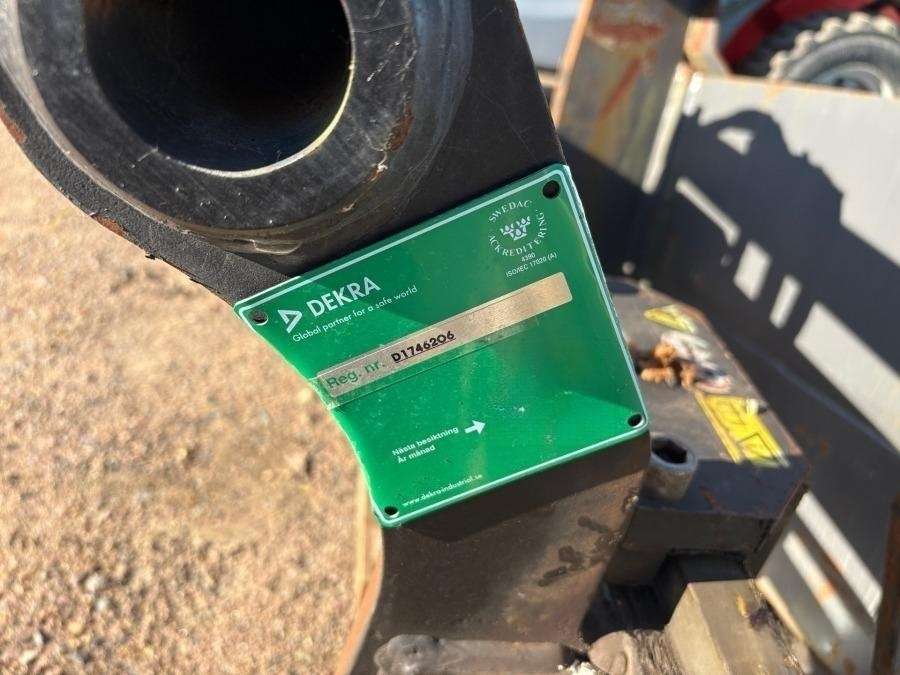 SWEDAC
ACKREDITERING
4390
ISO/IEC 17020 (A)
DEKRA
Global partner for a safe world
Reg. nr. D1746206
Nästa besiktning
År månad
www.dekra-industrial.se